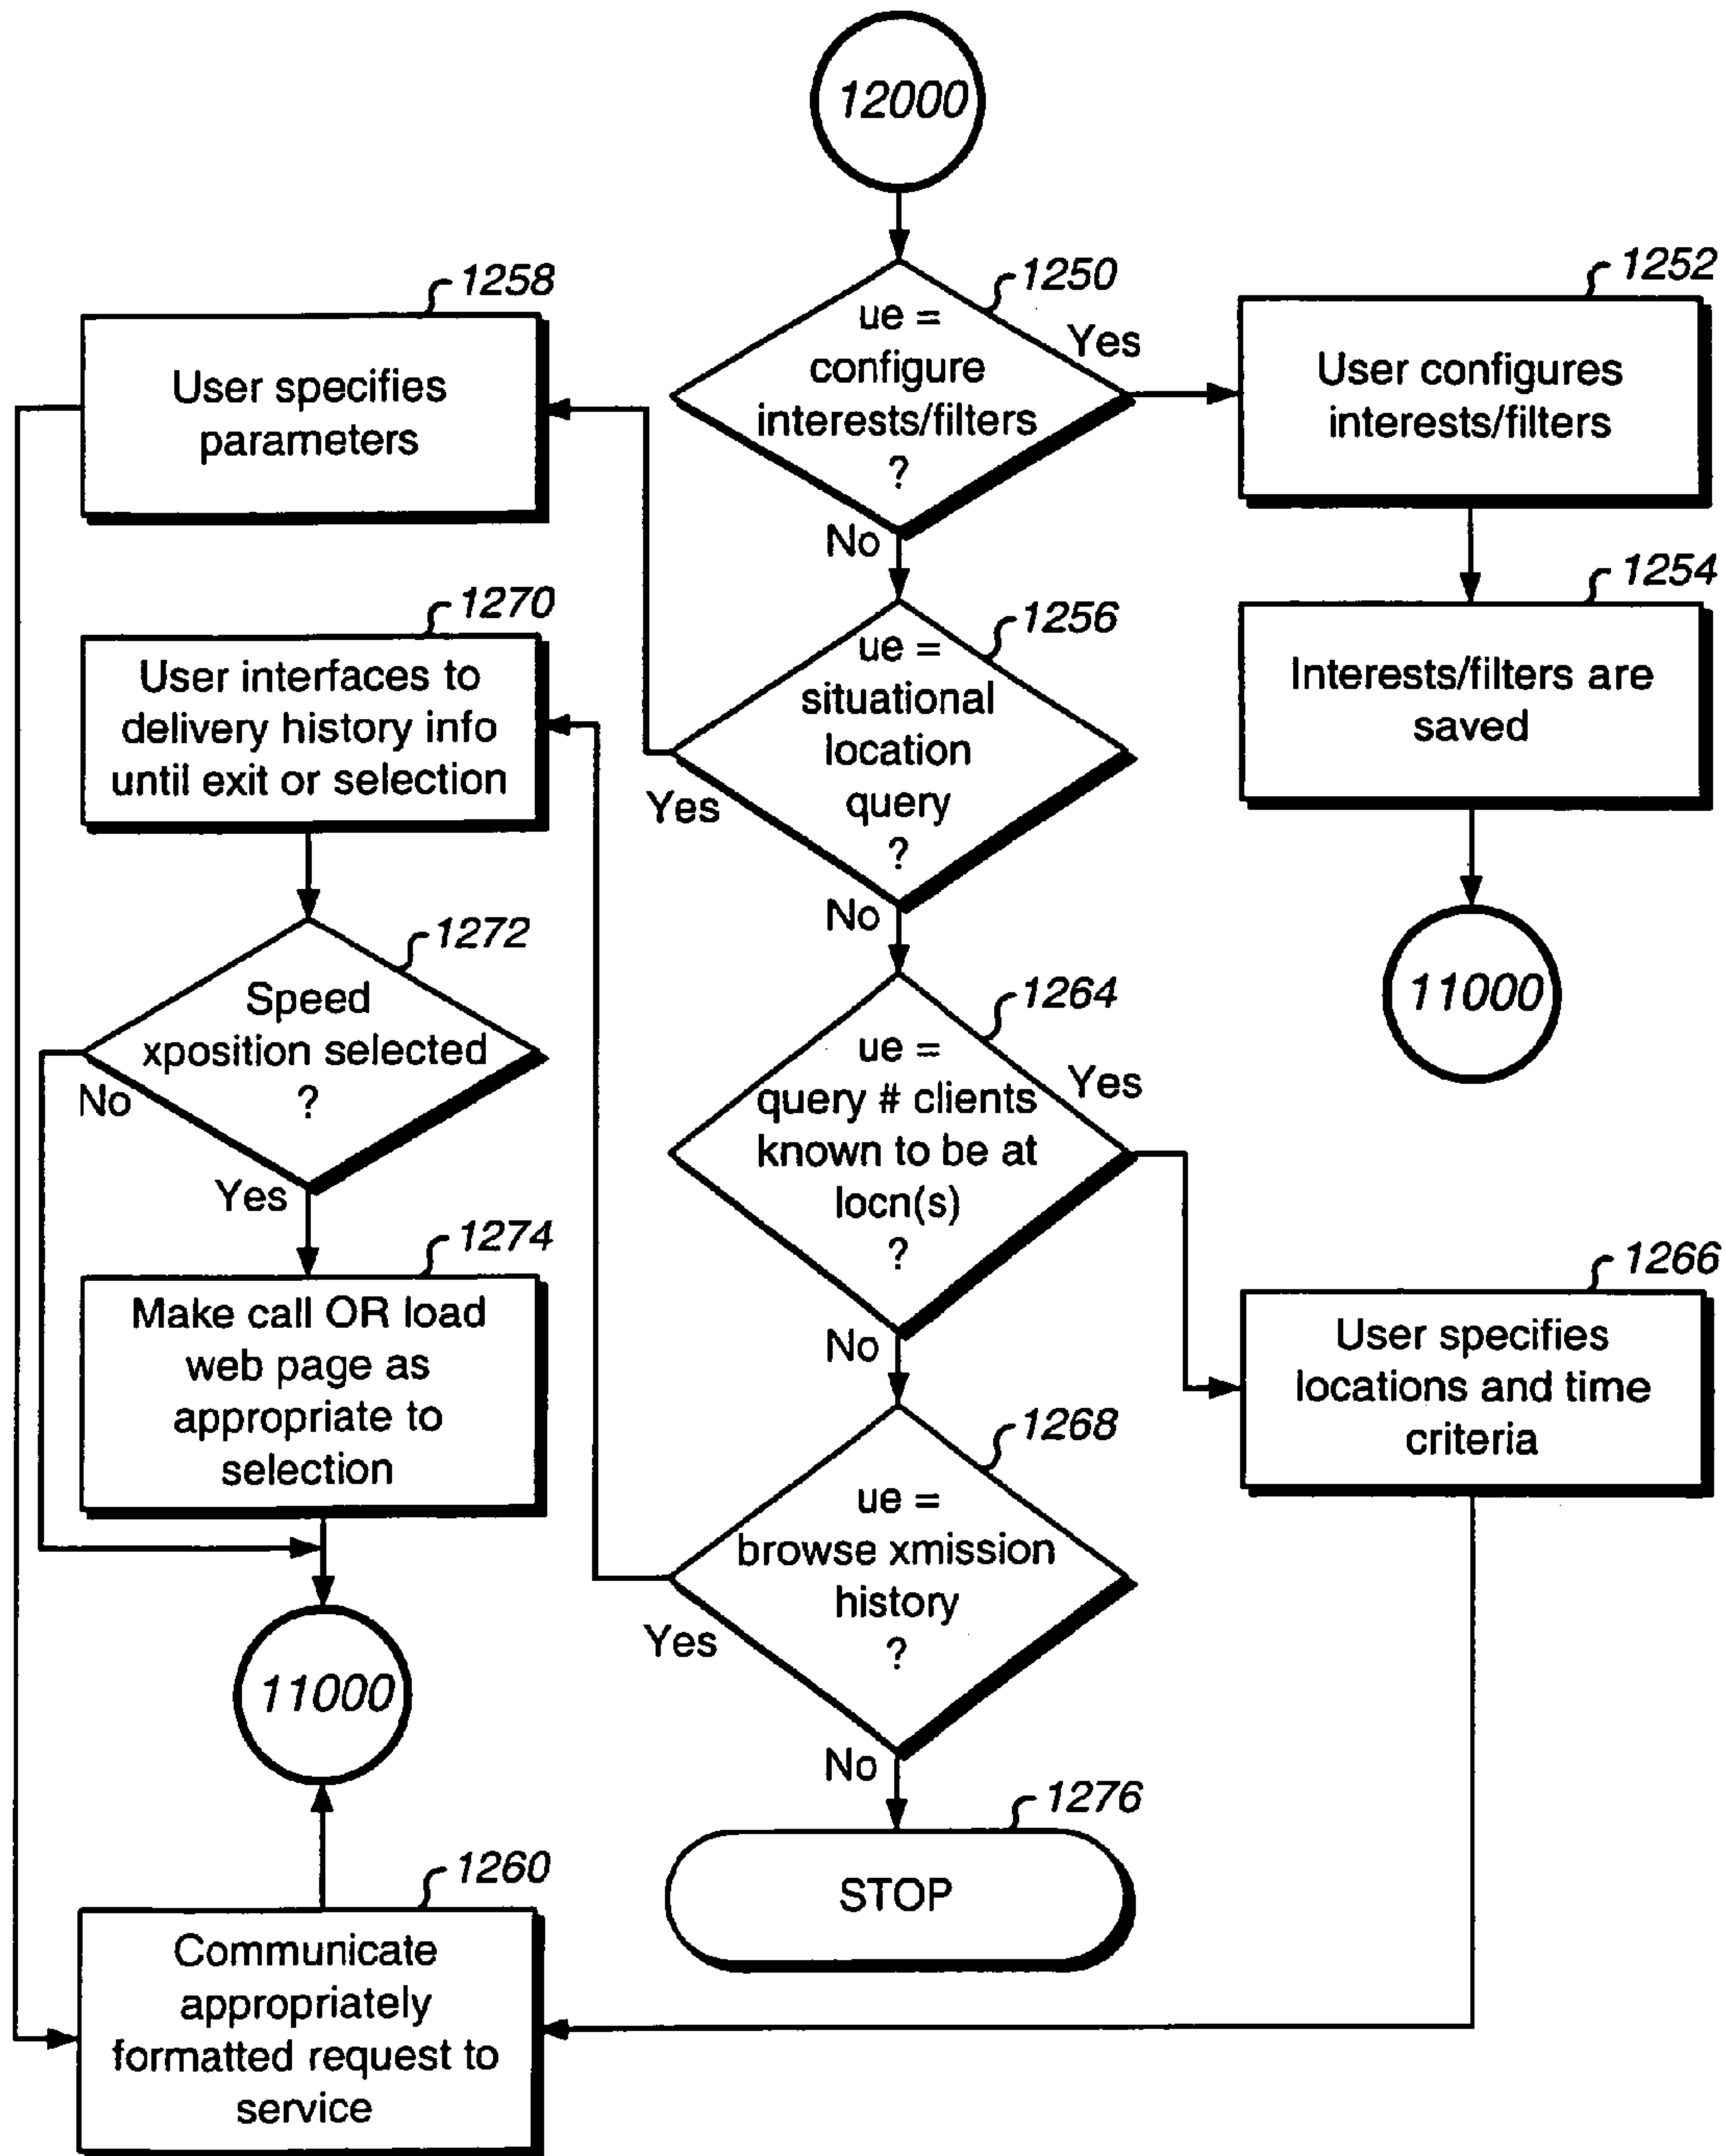 12000
1250
ue =
configure
interests/filters
?
Yes
No
1252
User configures
interests/filters
1258
User specifies
parameters
1254
Interests/filters are
saved
11000
1256
ue =
situational
location
query
?
Yes
No
1270
User interfaces to
delivery history info
until exit or selection
1272
Speed
xposition selected
?
No
Yes
1264
ue =
query # clients
known to be at
locn(s)
?
Yes
No
1274
Make call OR load
web page as
appropriate to
selection
1266
User specifies
locations and time
criteria
1268
ue =
browse xmission
history
?
Yes
No
11000
1276
STOP
1260
Communicate
appropriately
formatted request to
service